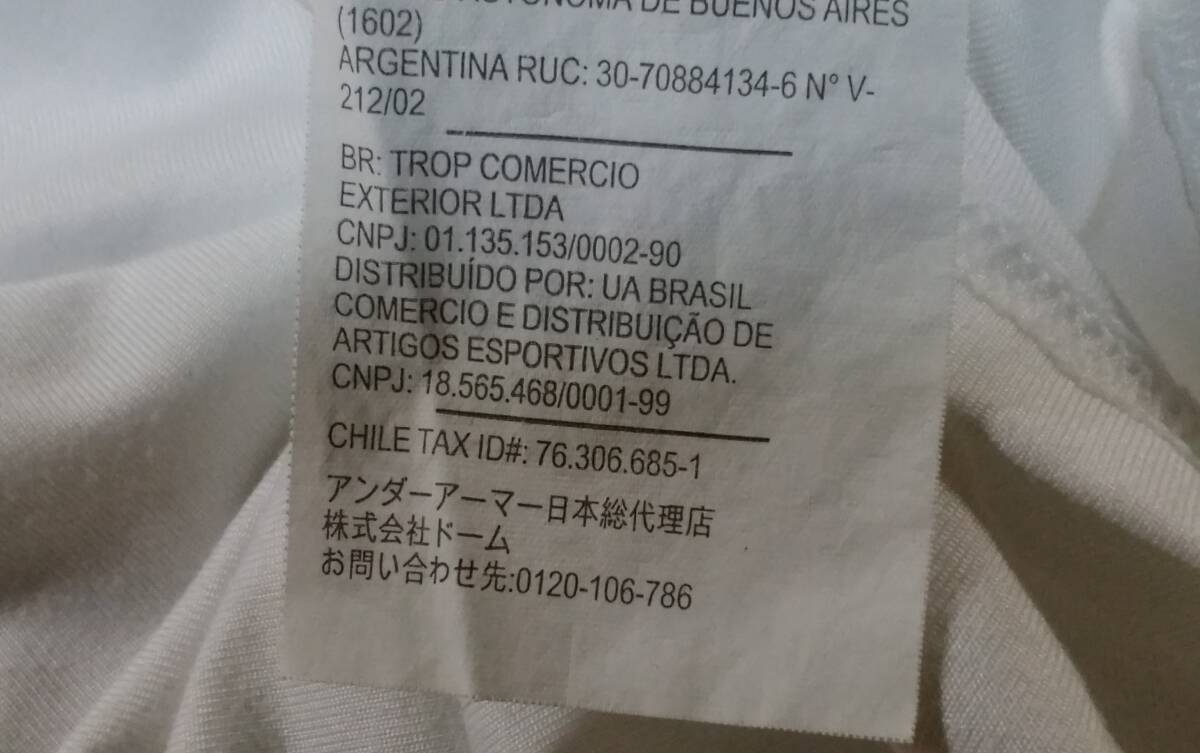 AUTÓNOMA DE BUENOS AIRES
(1602)
ARGENTINA RUC: 30-70884134-6 N° V-
212/02
BR: TROP COMERCIO
EXTERIOR LTDA
CNPJ: 01.135.153/0002-90
DISTRIBUÍDO POR: UA BRASIL
COMERCIO E DISTRIBUIÇÃO DE
ARTIGOS ESPORTIVOS LTDA.
CNPJ: 18.565.468/0001-99
CHILE TAX ID#: 76.306.685-1
アンダーアーマー日本総代理店
株式会社ドーム
お問い合わせ先:0120-106-786